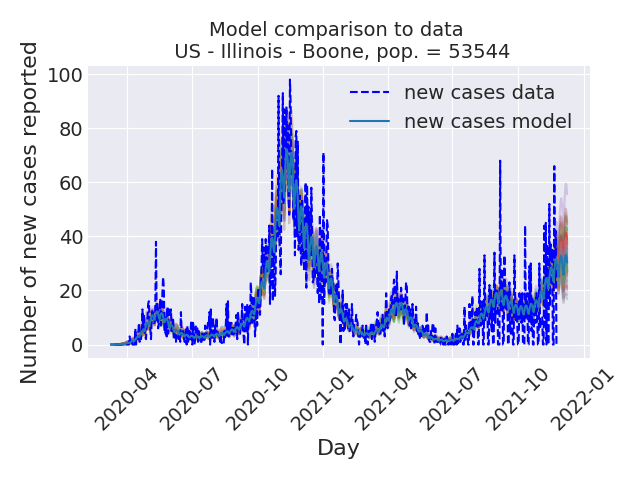 Model comparison to data
US - Illinois - Boone, pop. = 53544
Number of new cases reported
100
80
60
40
20
0
new cases data
new cases model
2020-04
2020-07
2020-10
2021-01
2021-04
2021-07
2021-10
2022-01
Day